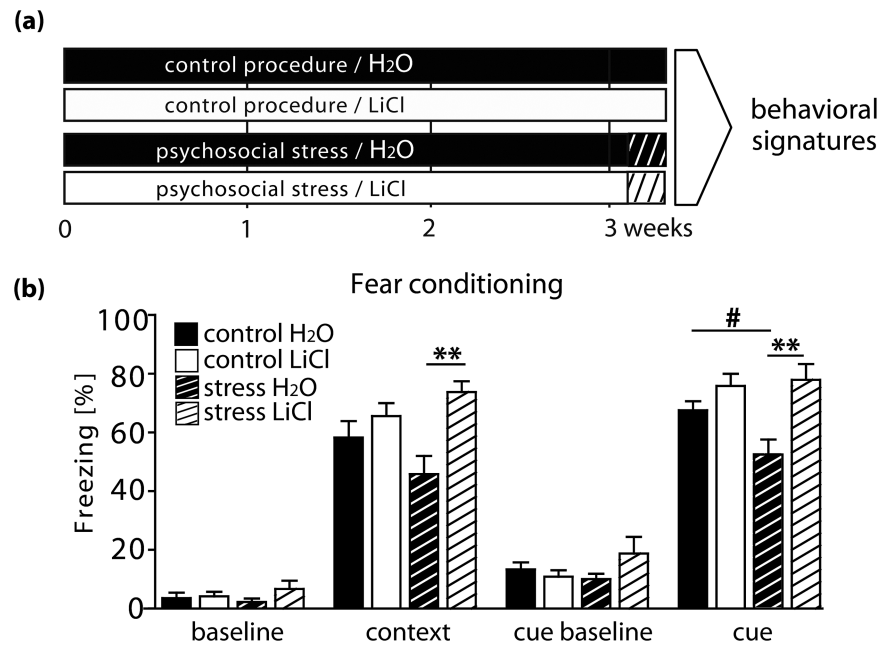 (a)
control procedure / H2O
control procedure / LiCl
psychosocial stress / H2O
psychosocial stress / LiCl
0 1 2 3 weeks
behavioral
signatures
(b)
Fear conditioning
Freezing [%]
100
80
60
40
20
0
control H2O
control LiCl
stress H2O
stress LiCl
**
#
**
baseline context cue baseline cue